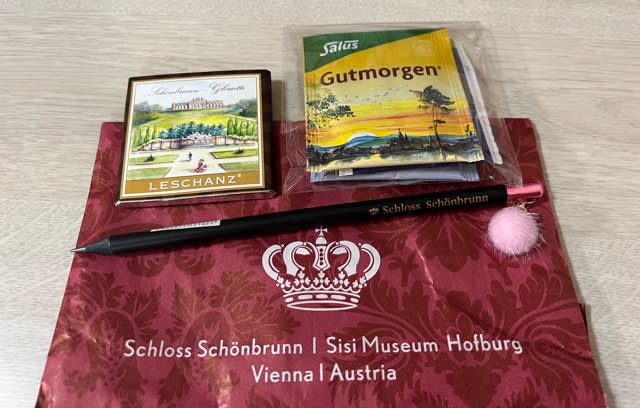 Schönbrunn Gloriette
LESCHANZ®
Salus
Gutmorgen®
Schloss Schönbrunn
Schloss Schönbrunn | Sisi Museum Hofburg
Vienna | Austria